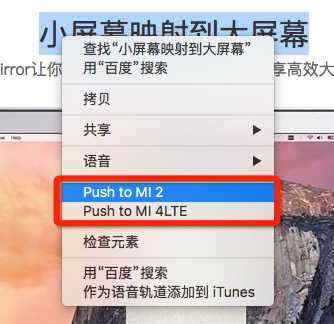 小屏幕映射到大屏幕
查找“小屏幕映射到大屏幕”
irror让你
享高效大
用“百度”搜索
拷贝
共享
语音
Push to MI 2
Push to MI 4LTE
检查元素
用“百度”搜索
作为语音轨道添加到 iTunes